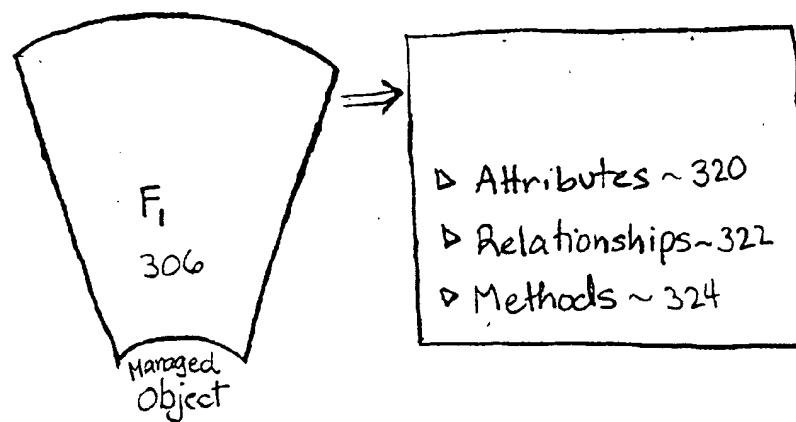 F₁
306
Managed
Object
▷ Attributes ~ 320
▷ Relationships ~ 322
▷ Methods ~ 324